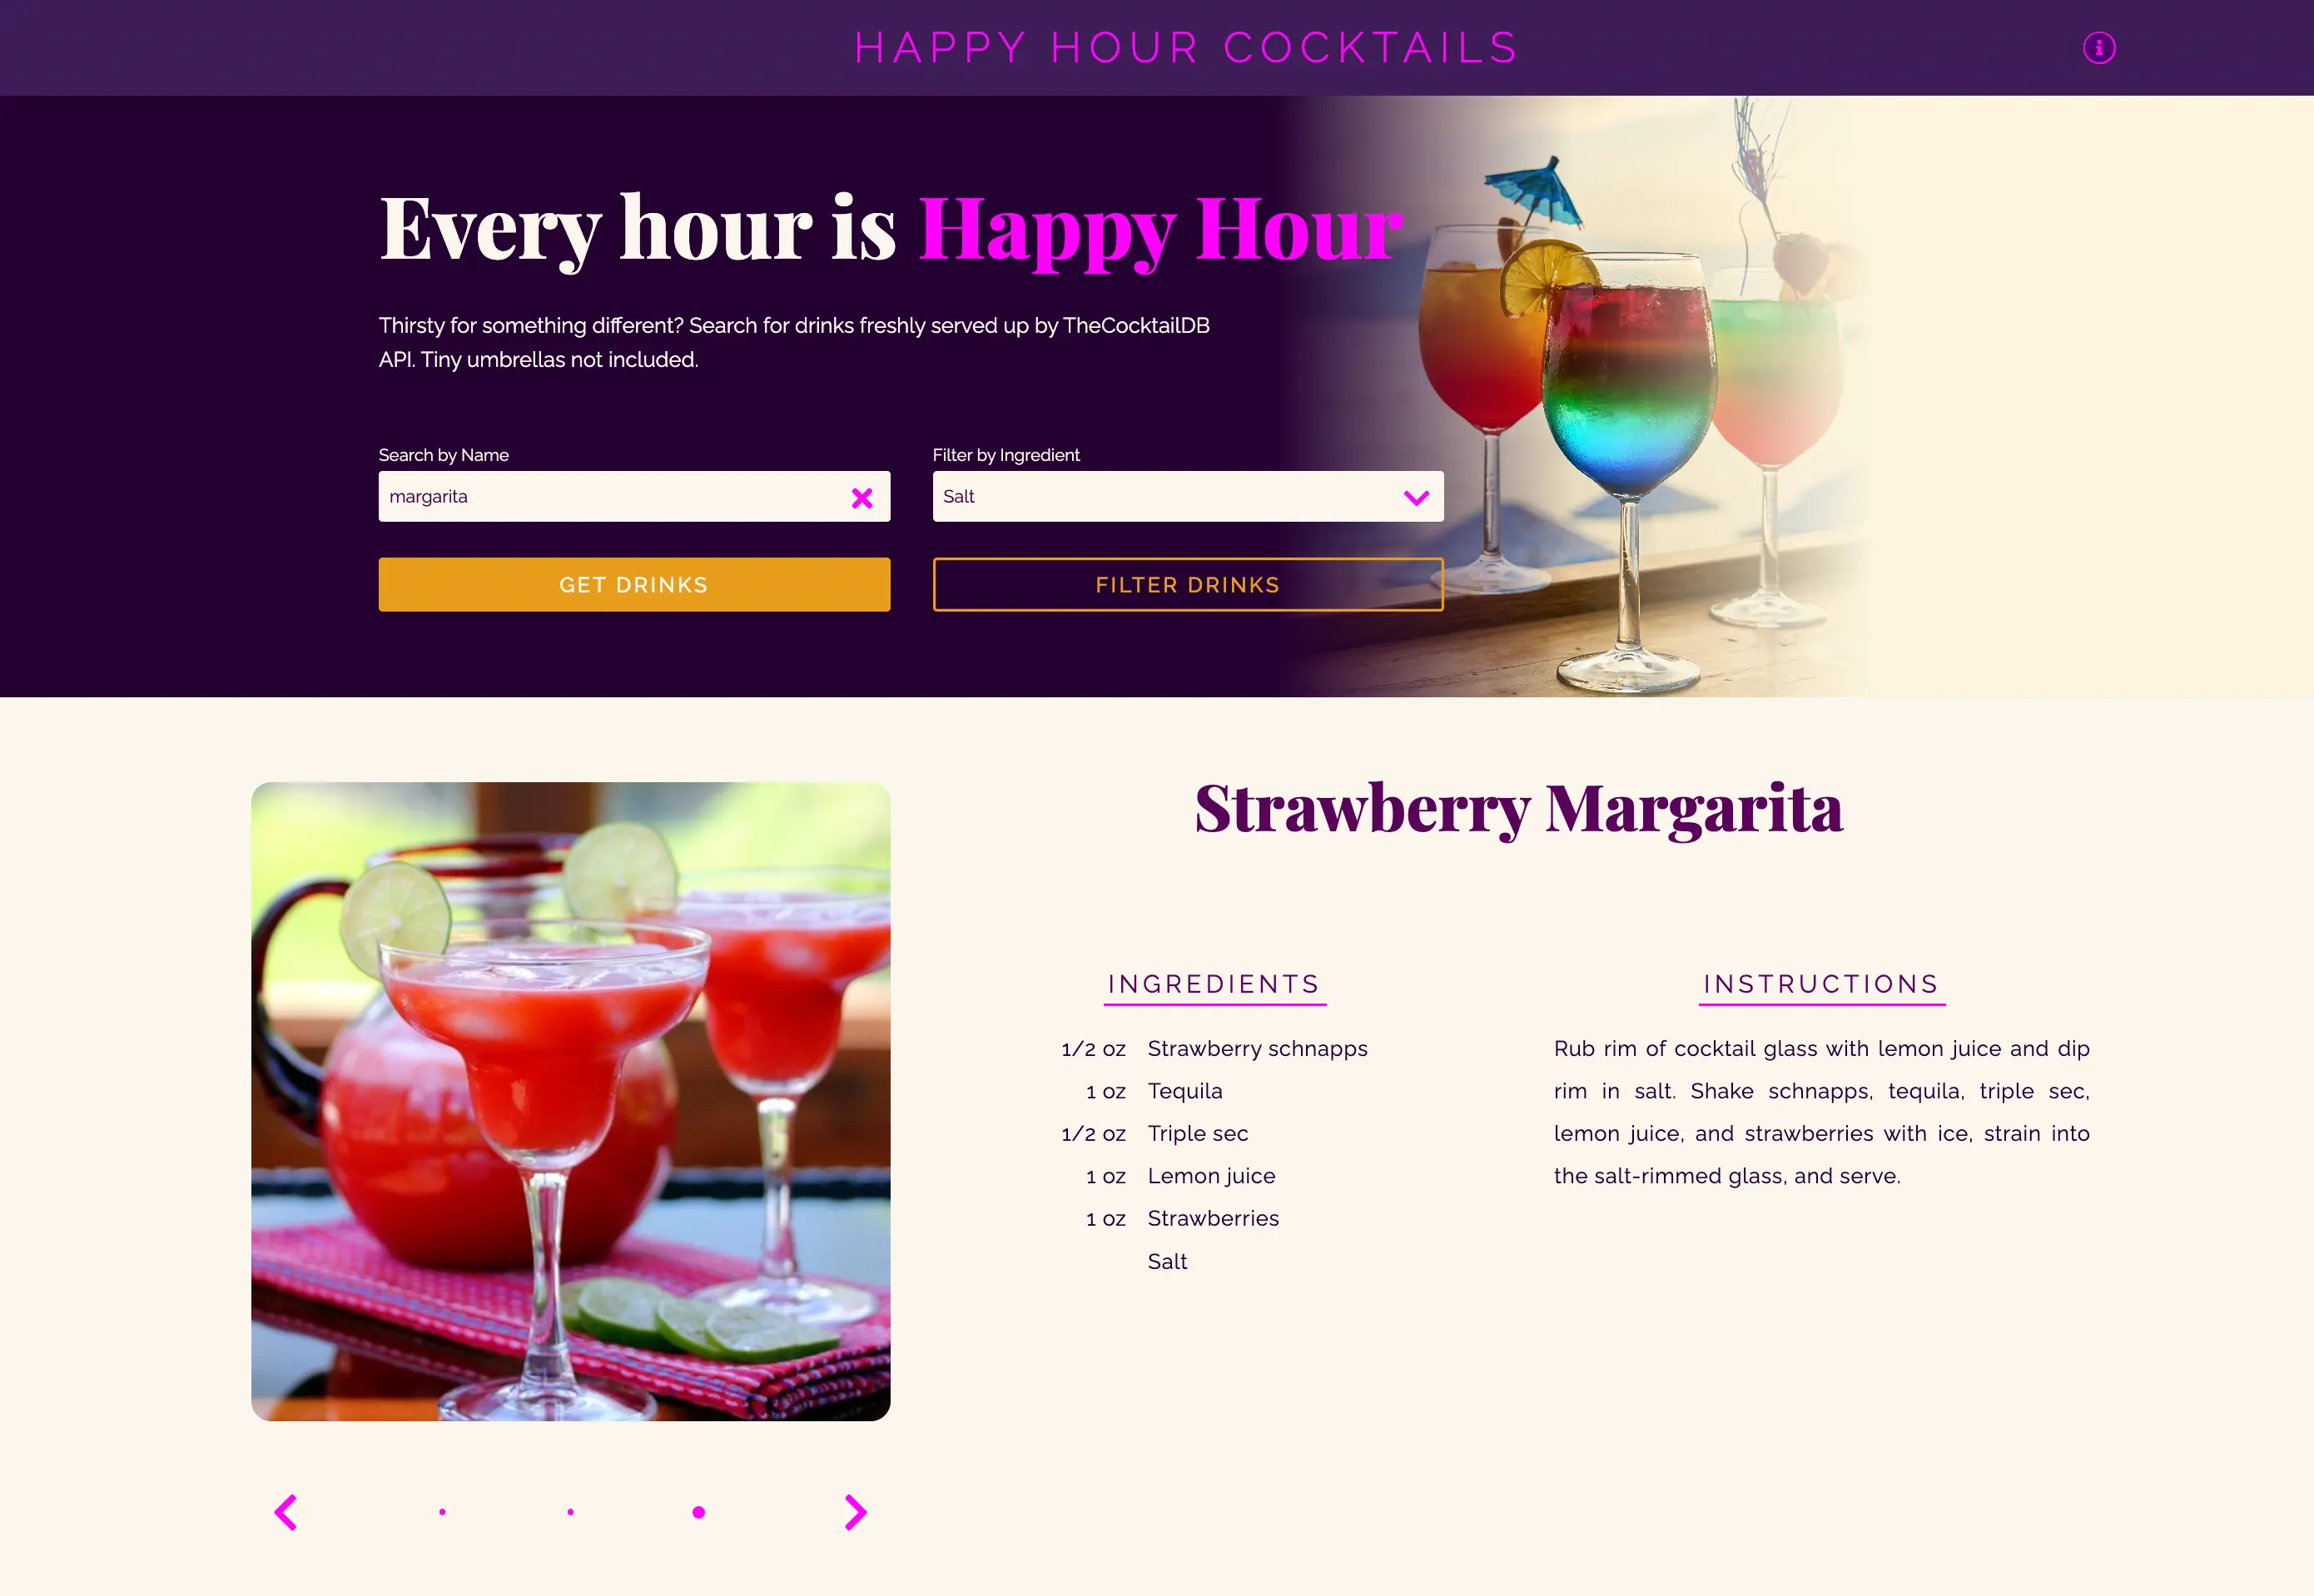 HAPPY HOUR COCKTAILS
Every hour is Happy Hour
Thirsty for something different? Search for drinks freshly served up by TheCocktailDB
API. Tiny umbrellas not included.
Search by Name
Filter by Ingredient
margarita
Salt
GET DRINKS
FILTER DRINKS
Strawberry Margarita
INGREDIENTS
1/2 oz Strawberry schnapps
1 oz Tequila
1/2 oz Triple sec
1 oz Lemon juice
1 oz Strawberries
Salt
INSTRUCTIONS
Rub rim of cocktail glass with lemon juice and dip
rim in salt. Shake schnapps, tequila, triple sec,
lemon juice, and strawberries with ice, strain into
the salt-rimmed glass, and serve.